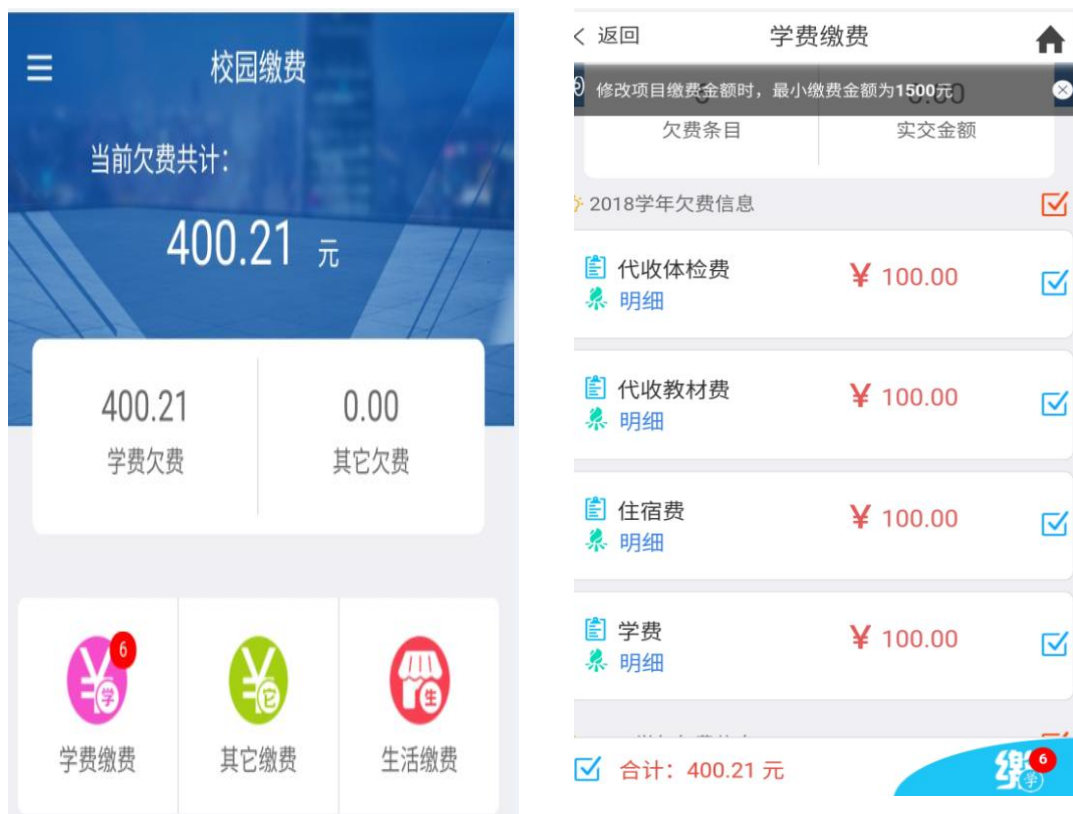 校园缴费
当前欠费共计：
400.21 元
400.21
学费欠费
0.00
其它欠费
6
学
它
生
学费缴费
其它缴费
生活缴费
返回
学费缴费
修改项目缴费金额时，最小缴费金额为1500元
欠费条目
实交金额
2018学年欠费信息
代收体检费
¥ 100.00
明细
代收教材费
¥ 100.00
明细
住宿费
¥ 100.00
明细
学费
¥ 100.00
明细
合计：400.21 元
缴
学
6